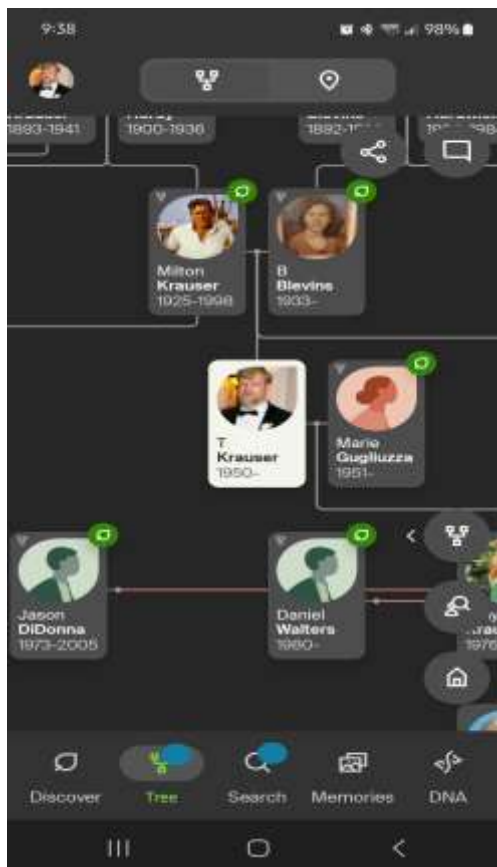 9:38 98%
1893-1941
1900-1936
Milton
Krauser
1925-1998
B
Blevins
1933-
T
Krauser
1950-
Marie
Gugliuzza
1951-
Jason
DiDonna
1973-2005
Daniel
Walters
1980-
1976
Discover
Tree
Search
Memories
DNA